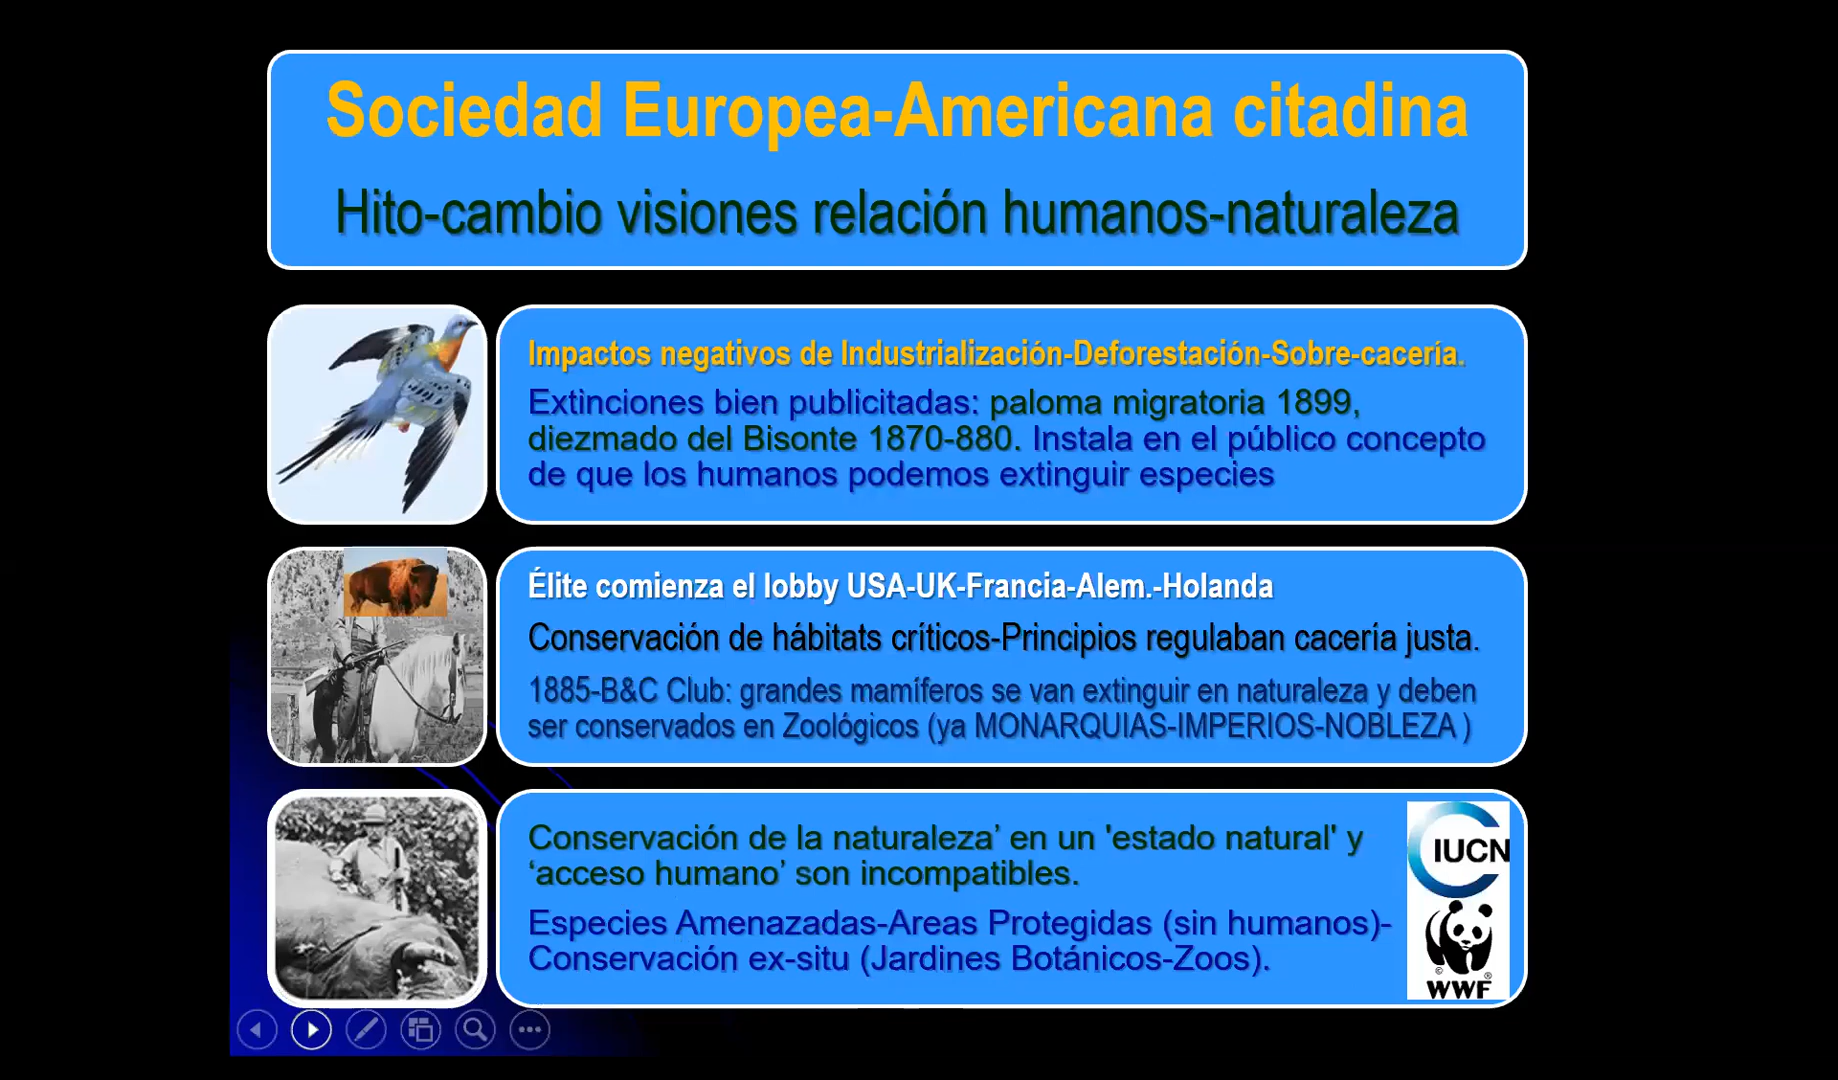 Sociedad Europea-Americana citadina
Hito-cambio visiones relación humanos-naturaleza
Impactos negativos de Industrialización-Deforestación-Sobre-cacería.
Extinciones bien publicitadas: paloma migratoria 1899,
diezmado del Bisonte 1870-880. Instala en el público concepto
de que los humanos podemos extinguir especies
Élite comienza el lobby USA-UK-Francia-Alem.-Holanda
Conservación de hábitats críticos-Principios regulaban cacería justa.
1885-B&C Club: grandes mamíferos se van extinguir en naturaleza y deben
ser conservados en Zoológicos (ya MONARQUIAS-IMPERIOS-NOBLEZA )
Conservación de la naturaleza’ en un 'estado natural' y
‘acceso humano’ son incompatibles.
Especies Amenazadas-Areas Protegidas (sin humanos)-
Conservación ex-situ (Jardines Botánicos-Zoos).
IUCN
© ®
WWF